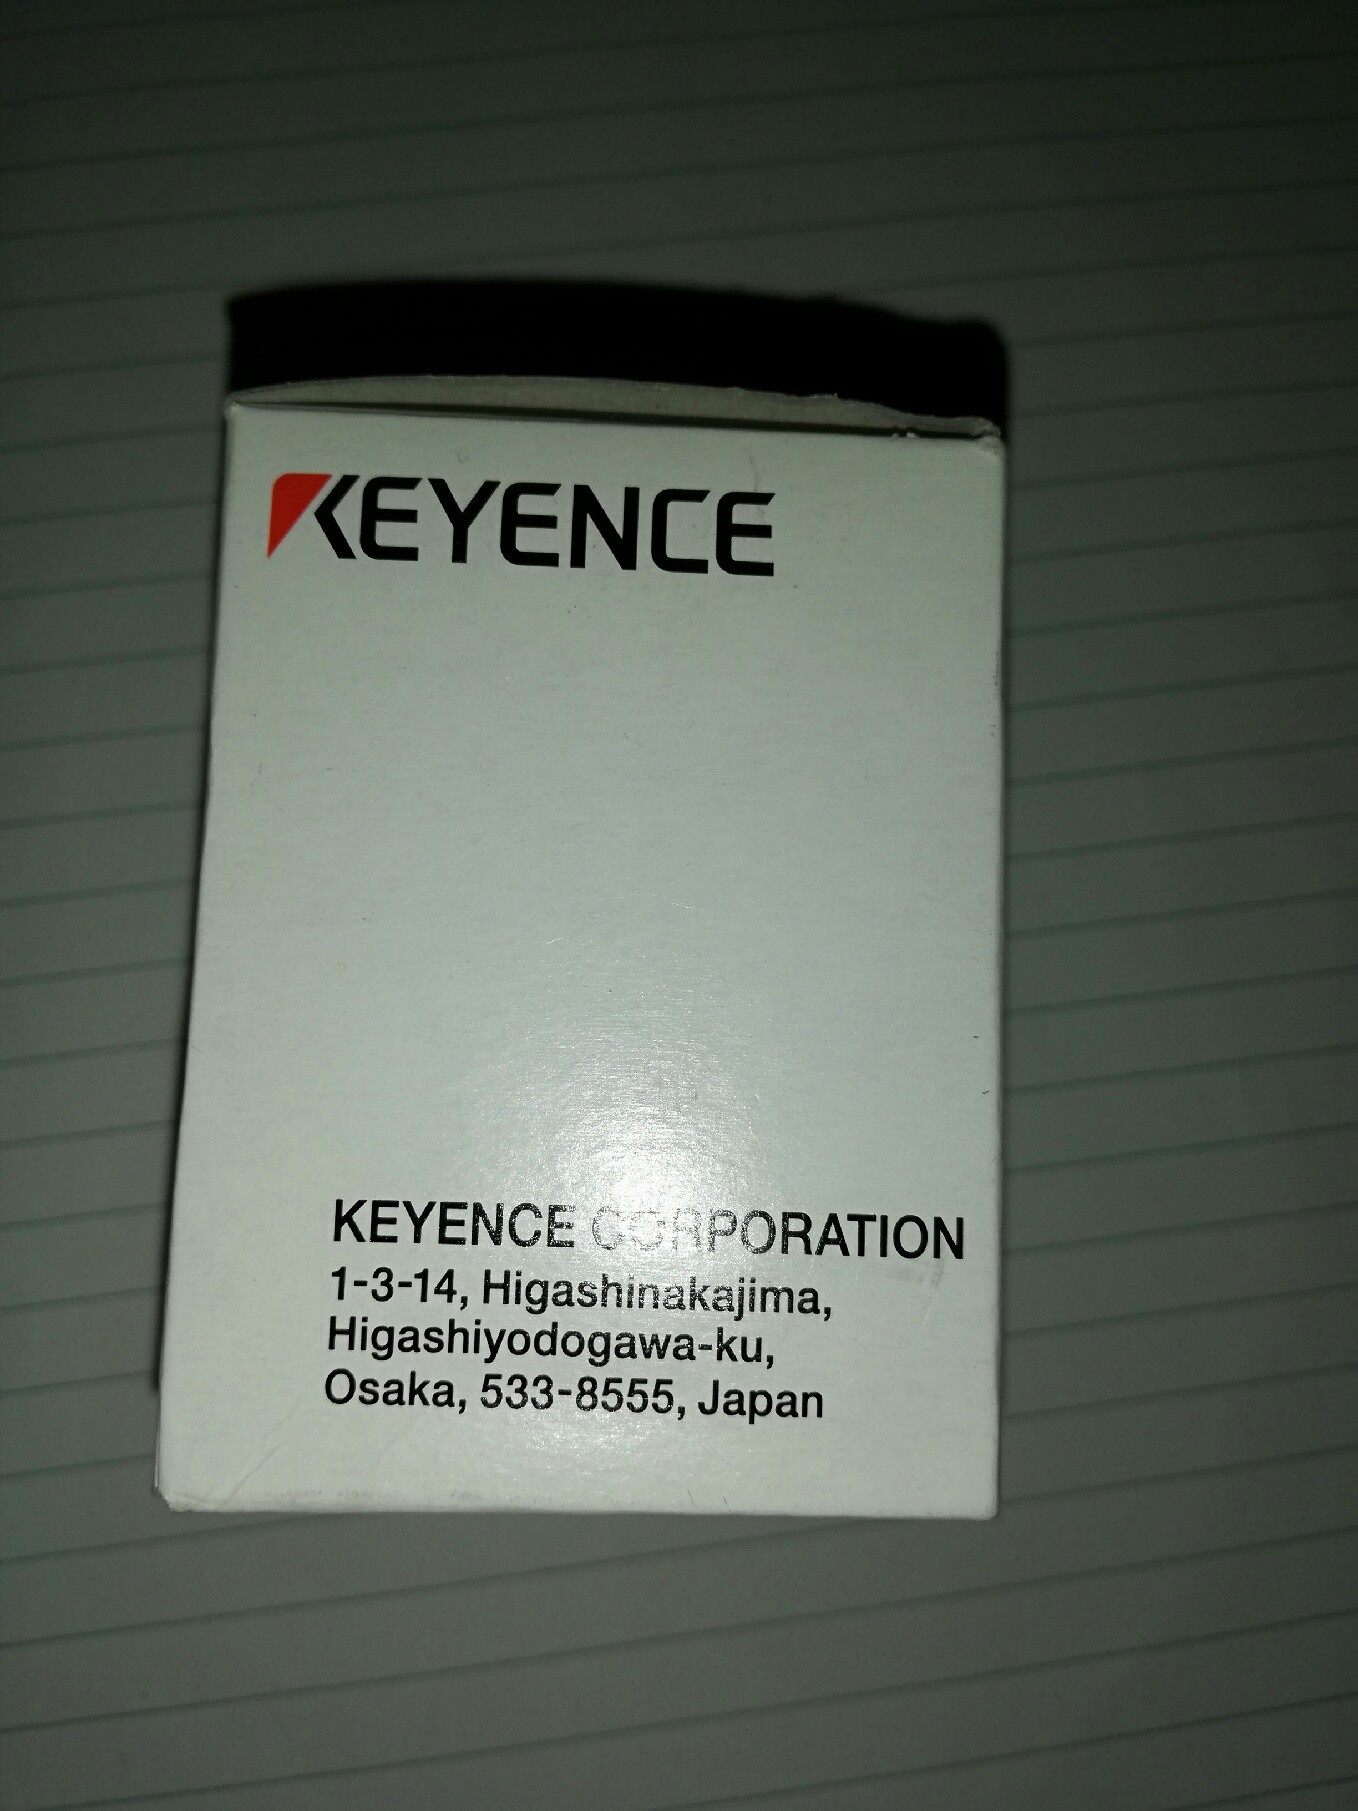 KEYENCE
KEYENCE CORPORATION
1-3-14, Higashinakajima,
Higashiyodogawa-ku,
Osaka, 533-8555, Japan